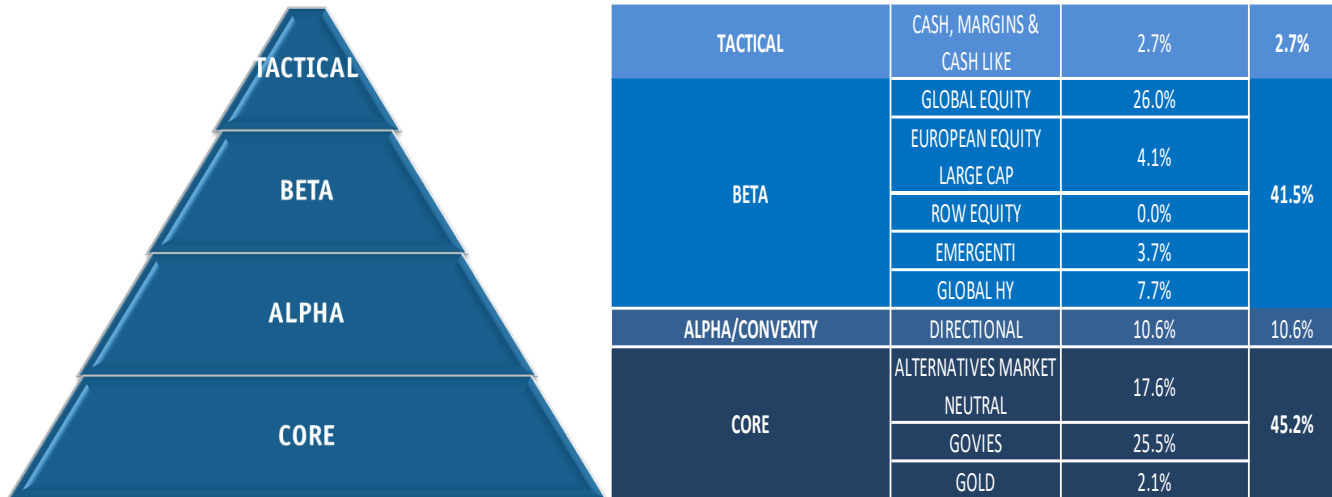 TACTICAL
BETA
ALPHA
CORE
TACTICAL
CASH, MARGINS &
CASH LIKE
2.7%
2.7%
BETA
GLOBAL EQUITY
26.0%
EUROPEAN EQUITY
LARGE CAP
4.1%
ROW EQUITY
0.0%
EMERGENTI
3.7%
GLOBAL HY
7.7%
41.5%
ALPHA/CONVEXITY
DIRECTIONAL
10.6%
10.6%
CORE
ALTERNATIVES MARKET
NEUTRAL
17.6%
GOVIES
25.5%
GOLD
2.1%
45.2%